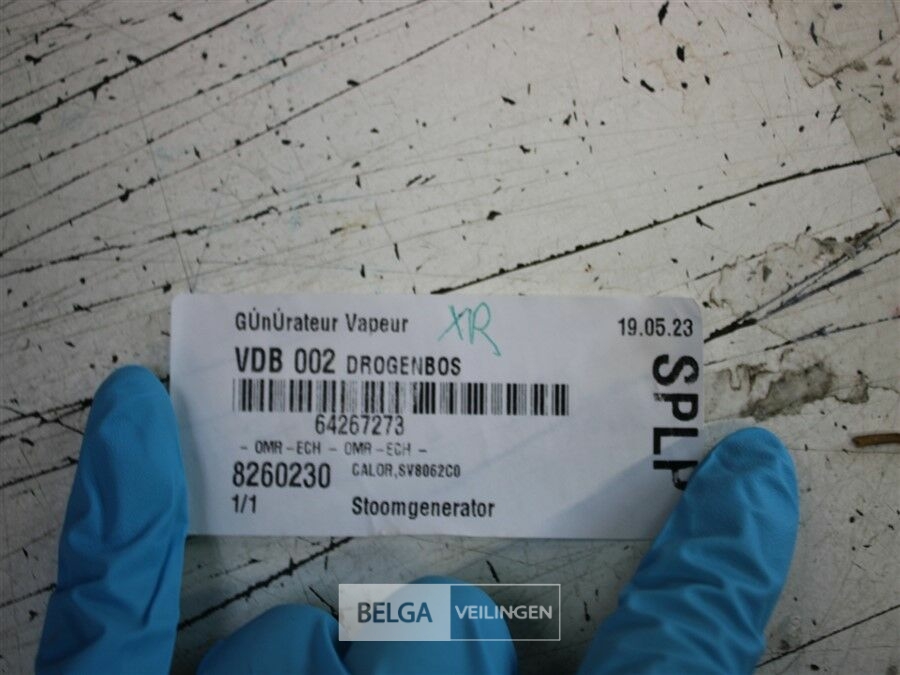 GÚnÚrateur Vapeur
XR
19.05.23
VDB 002 DROGENBOS
64267273
- OMR - ECH - OMR - ECH -
8260230 CALOR,SV8062C0
1/1 Stoomgenerator
SPLP
BELGA VEILINGEN